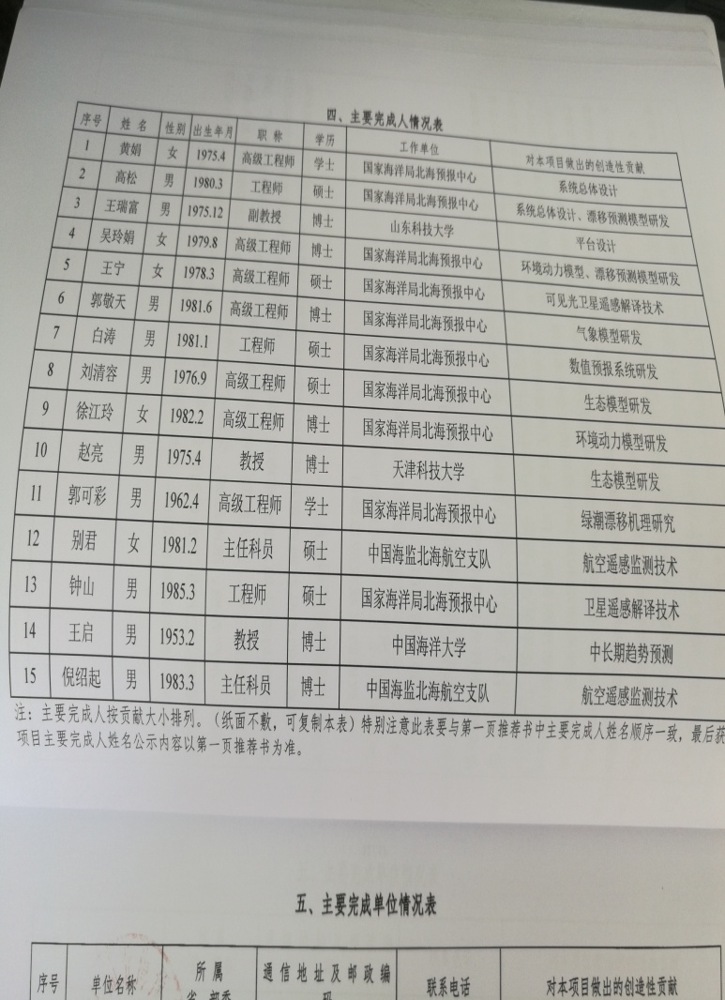 四、主要完成人情况表
序号 姓名 性别 出生年月 职称 学历 工作单位 对本项目做出的创造性贡献
1 黄娟 女 1975.4 高级工程师 学士 国家海洋局北海预报中心 系统总体设计
2 高松 男 1980.3 工程师 硕士 国家海洋局北海预报中心 系统总体设计、漂移预测模型研发
3 王瑞富 男 1975.12 副教授 博士 山东科技大学 平台设计
4 吴玲娟 女 1979.8 高级工程师 博士 国家海洋局北海预报中心 环境动力模型、漂移预测模型研发
5 王宁 女 1978.3 高级工程师 硕士 国家海洋局北海预报中心 可见光卫星遥感解译技术
6 郭敬天 男 1981.6 高级工程师 博士 国家海洋局北海预报中心 气象模型研发
7 白涛 男 1981.1 工程师 硕士 国家海洋局北海预报中心 数值预报系统研发
8 刘清容 男 1976.9 高级工程师 硕士 国家海洋局北海预报中心 生态模型研发
9 徐江玲 女 1982.2 高级工程师 博士 国家海洋局北海预报中心 环境动力模型研发
10 赵亮 男 1975.4 教授 博士 天津科技大学 生态模型研发
11 郭可彩 男 1962.4 高级工程师 学士 国家海洋局北海预报中心 绿潮漂移机理研究
12 别君 女 1981.2 主任科员 硕士 中国海监北海航空支队 航空遥感监测技术
13 钟山 男 1985.3 工程师 硕士 国家海洋局北海预报中心 卫星遥感解译技术
14 王启 男 1953.2 教授 博士 中国海洋大学 中长期趋势预测
15 倪绍起 男 1983.3 主任科员 博士 中国海监北海航空支队 航空遥感监测技术
注：主要完成人按贡献大小排列。（纸面不敷，可复制本表）特别注意此表要与第一页推荐书中主要完成人姓名顺序一致，最后获
项目主要完成人姓名公示内容以第一页推荐书为准。
五、主要完成单位情况表
序号 单位名称 所属 通信地址及邮政编 联系电话 对本项目做出的创造性贡献